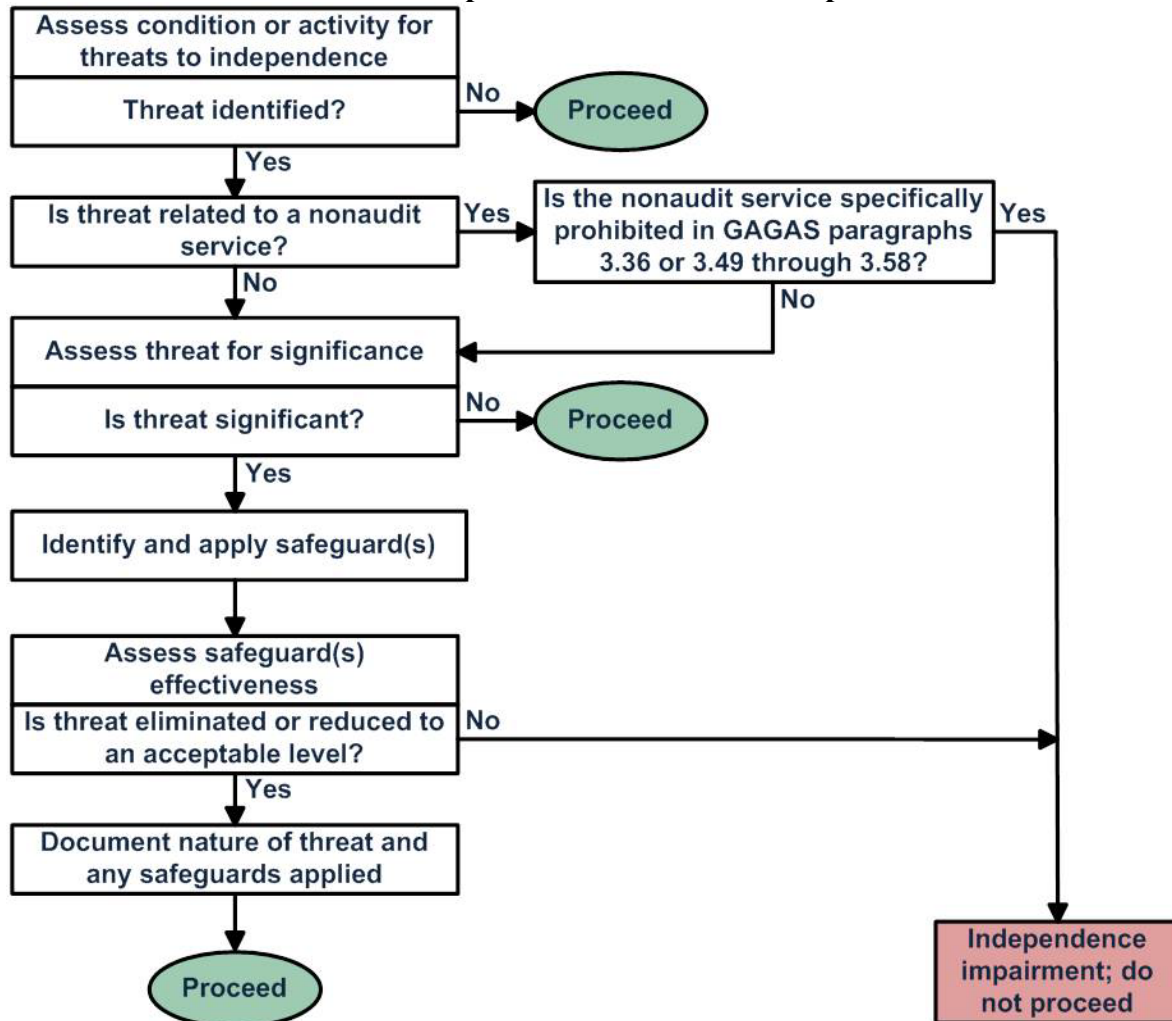 Assess condition or activity for
threats to independence
Threat identified?
No
Proceed
Yes
Is threat related to a nonaudit
service?
Yes
Is the nonaudit service specifically
prohibited in GAGAS paragraphs
3.36 or 3.49 through 3.58?
Yes
No
No
Assess threat for significance
Is threat significant?
No
Proceed
Yes
Identify and apply safeguard(s)
Assess safeguard(s)
effectiveness
Is threat eliminated or reduced to
an acceptable level?
No
Yes
Document nature of threat and
any safeguards applied
Proceed
Independence
impairment; do
not proceed